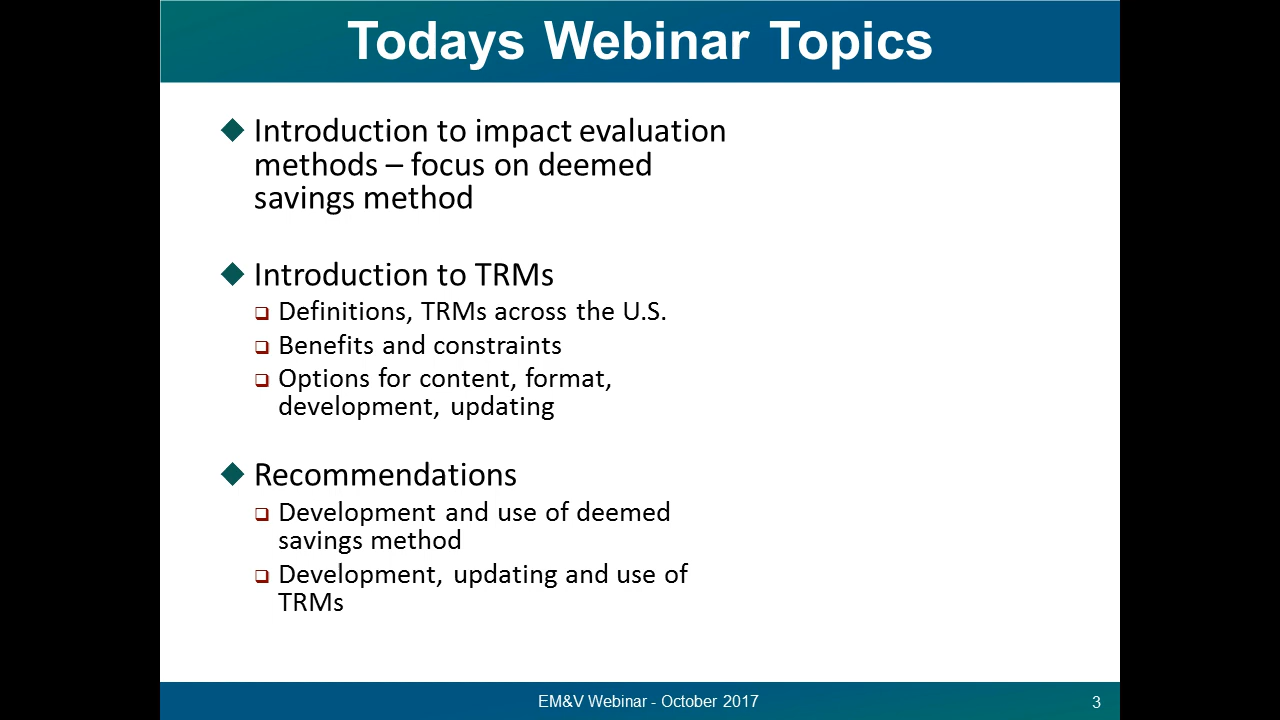 Todays Webinar Topics
Introduction to impact evaluation
methods – focus on deemed
savings method
Introduction to TRMs
Definitions, TRMs across the U.S.
Benefits and constraints
Options for content, format,
development, updating
Recommendations
Development and use of deemed
savings method
Development, updating and use of
TRMs
EM&V Webinar - October 2017
3